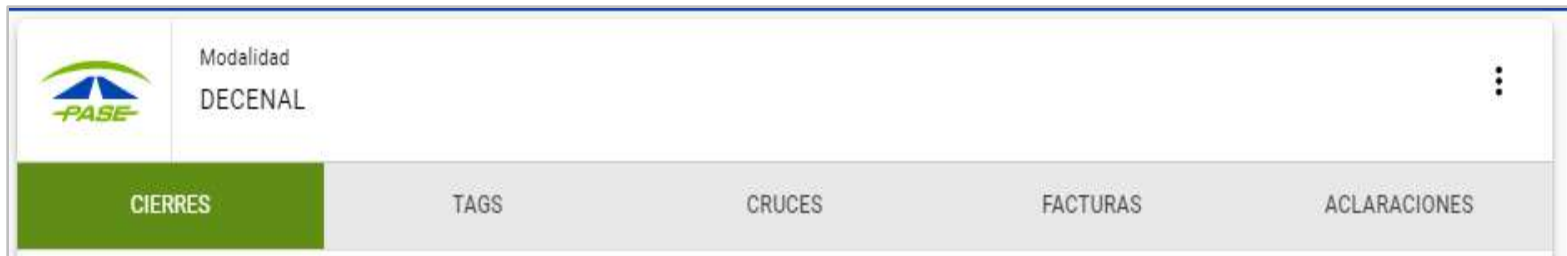 Modalidad
DECENAL
PASE
CIERRES TAGS CRUCES FACTURAS ACLARACIONES